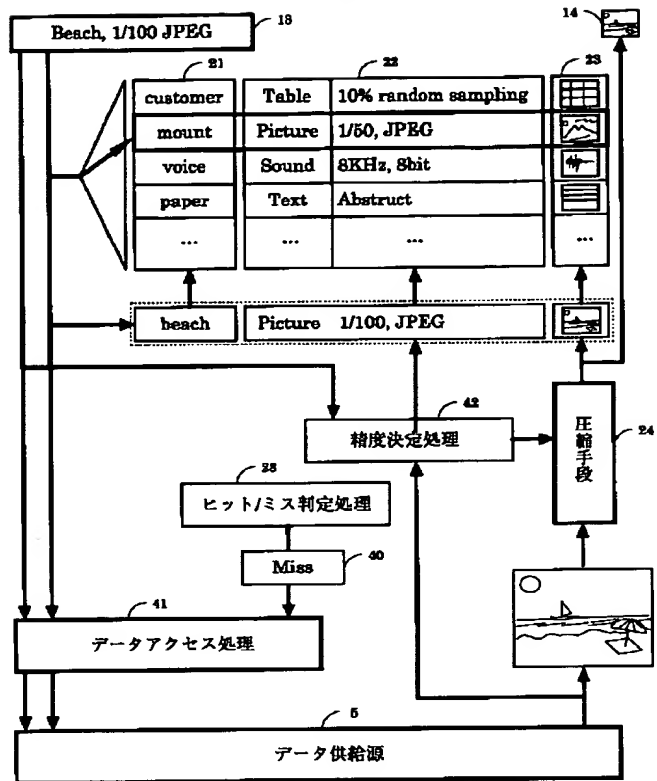 Beach, 1/100 JPEG
13
14
21
22
23
customer Table 10% random sampling
mount Picture 1/50, JPEG
voice Sound 8KHz, 8bit
paper Text Abstruct
... ... ... ...
beach Picture 1/100, JPEG
42
精度決定処理
圧縮手段
24
38
ヒット/ミス判定処理
Miss
40
41
データアクセス処理
5
データ供給源